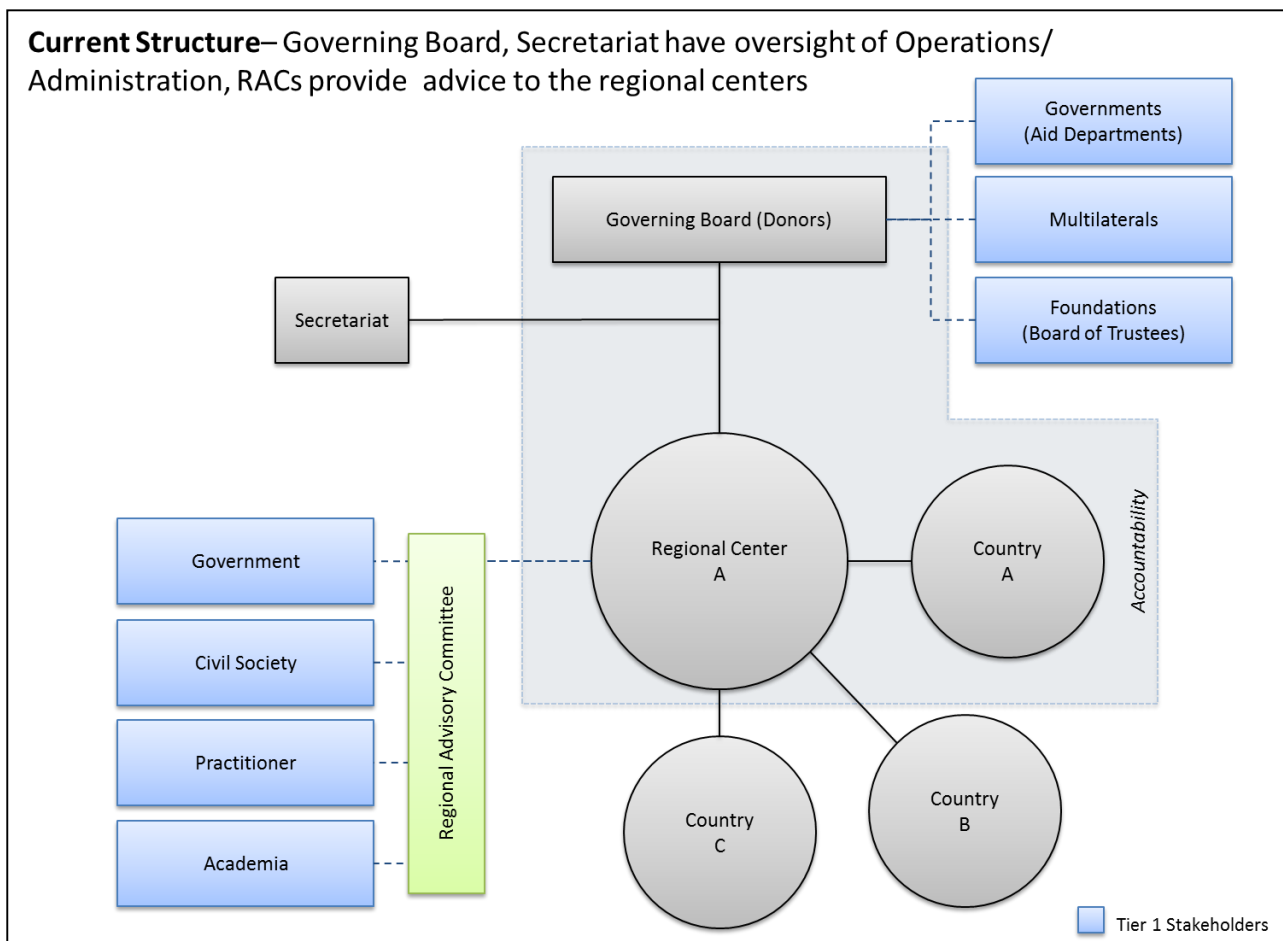 Current Structure– Governing Board, Secretariat have oversight of Operations/
Administration, RACs provide  advice to the regional centers
Governments
(Aid Departments)
Governing Board (Donors)
Multilaterals
Secretariat
Foundations
(Board of Trustees)
Regional Center
A
Country
A
Accountability
Government
Civil Society
Practitioner
Academia
Regional Advisory Committee
Country
B
Country
C
Tier 1 Stakeholders